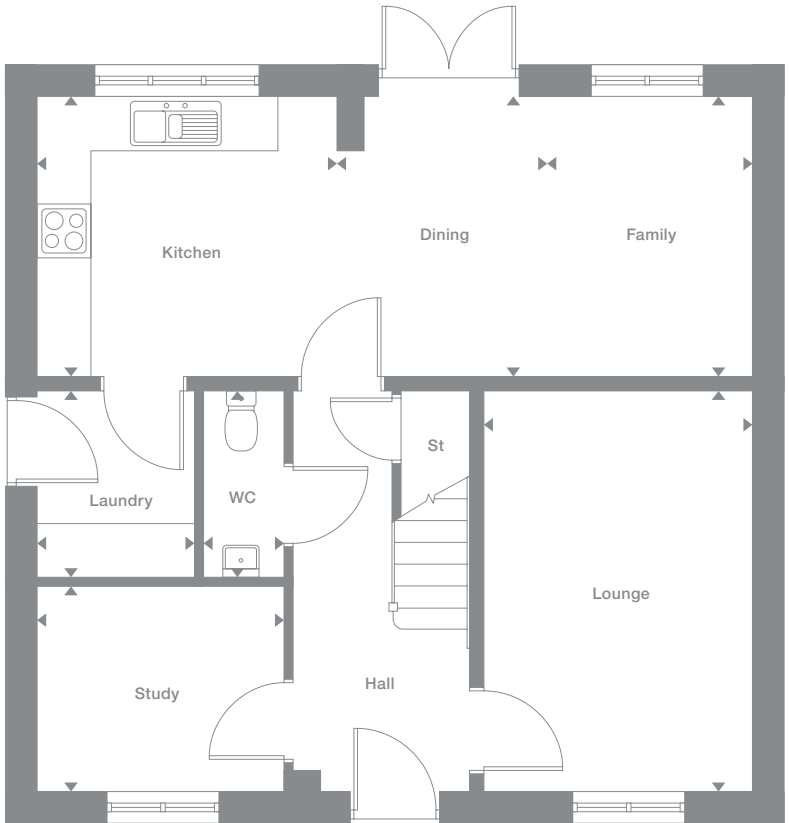 Dining
Family
Kitchen
St
Laundry
WC
Lounge
Hall
Study